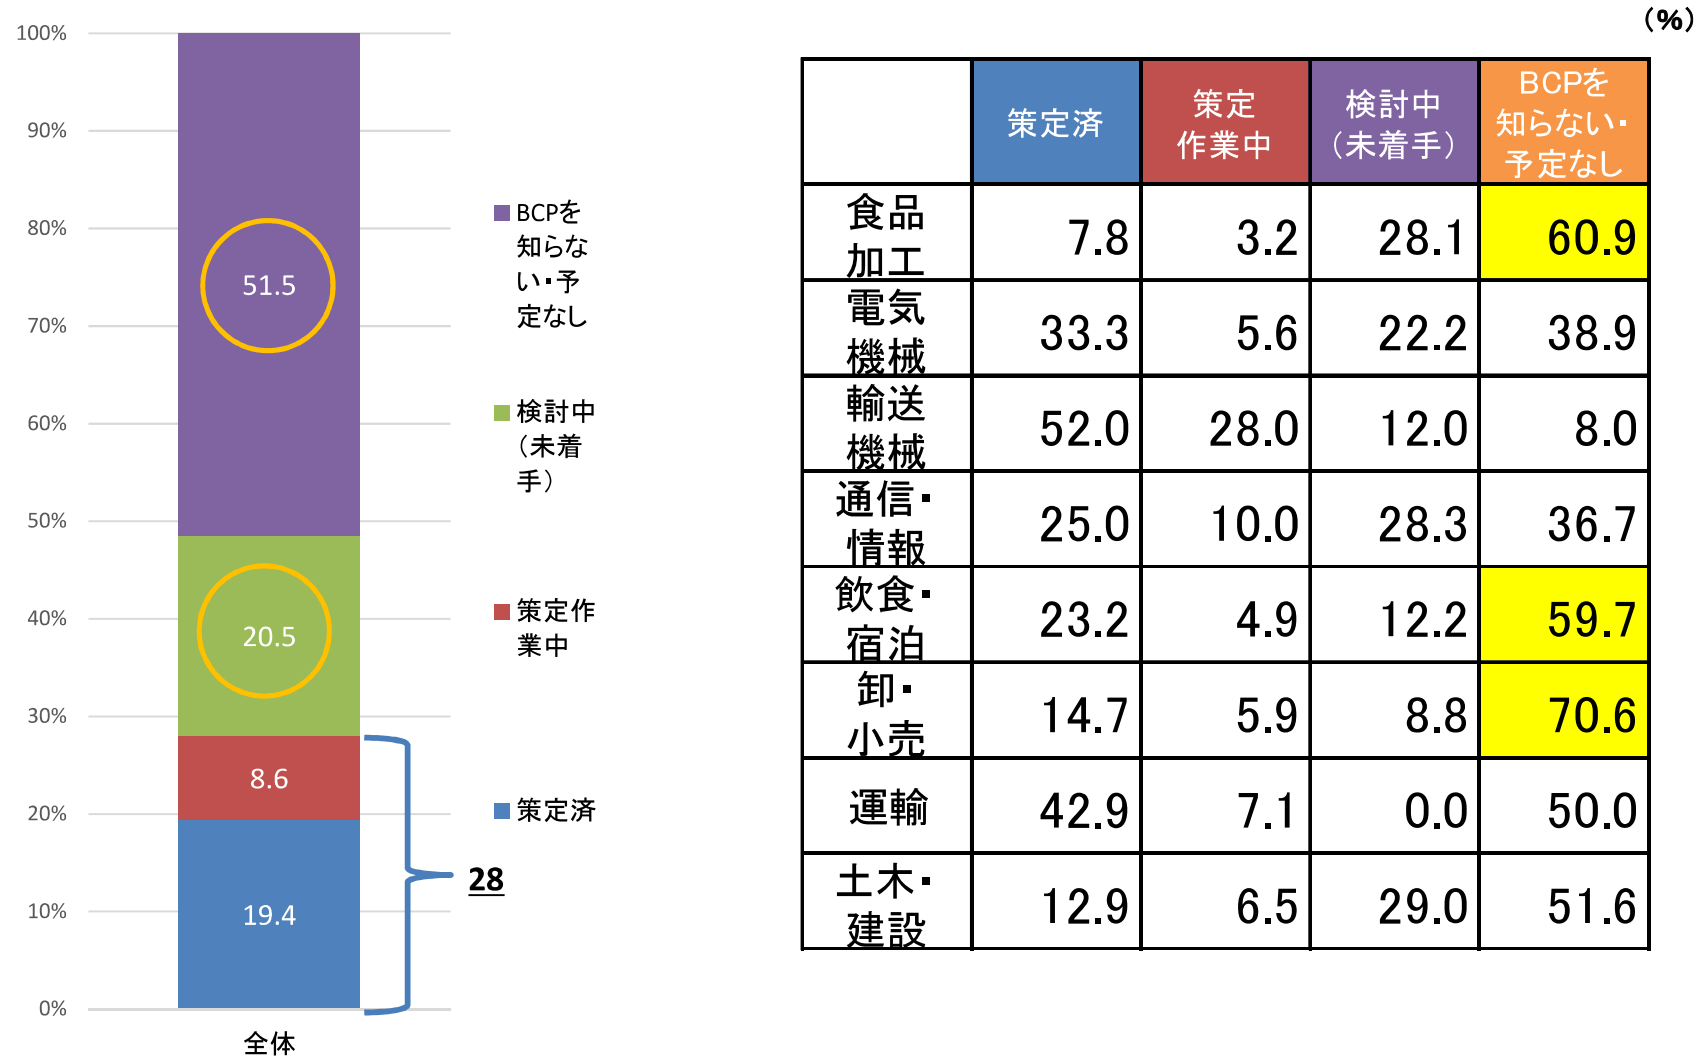 100%
90%
80%
70%
60%
50%
40%
30%
20%
10%
0%
51.5
20.5
8.6
19.4
全体
28
BCPを
知らな
い・予
定なし
検討中
（未着
手）
策定作
業中
策定済
（％）
策定済
策定
作業中
検討中
（未着手）
BCPを
知らない・
予定なし
食品
加工
7.8 3.2 28.1 60.9
電気
機械
33.3 5.6 22.2 38.9
輸送
機械
52.0 28.0 12.0 8.0
通信・
情報
25.0 10.0 28.3 36.7
飲食・
宿泊
23.2 4.9 12.2 59.7
卸・
小売
14.7 5.9 8.8 70.6
運輸 42.9 7.1 0.0 50.0
土木・
建設
12.9 6.5 29.0 51.6